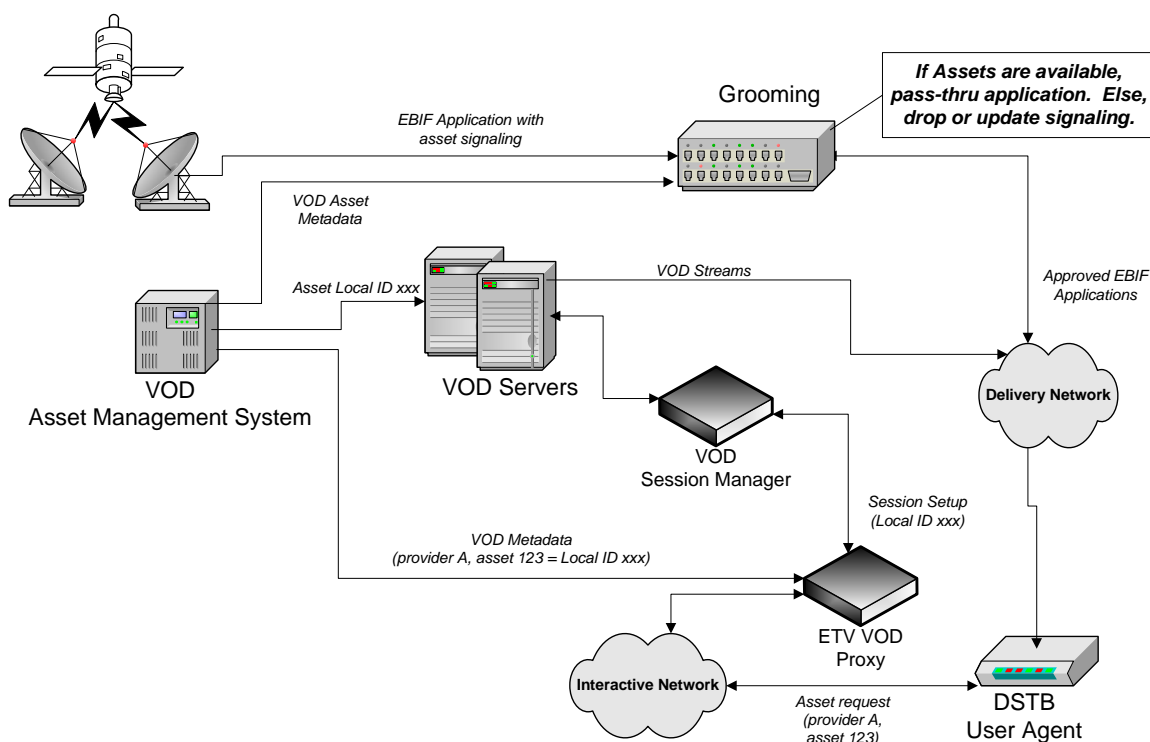 If Assets are available,
pass-thru application.  Else,
drop or update signaling.
Grooming
EBIF Application with
asset signaling
VOD Asset
Metadata
VOD Streams
Asset Local ID xxx
Approved EBIF
Applications
VOD
Asset Management System
VOD Servers
Delivery Network
VOD
Session Manager
Session Setup
(Local ID xxx)
VOD Metadata
(provider A, asset 123 = Local ID xxx)
ETV VOD
Proxy
Interactive Network
Asset request
(provider A,
asset 123)
DSTB
User Agent